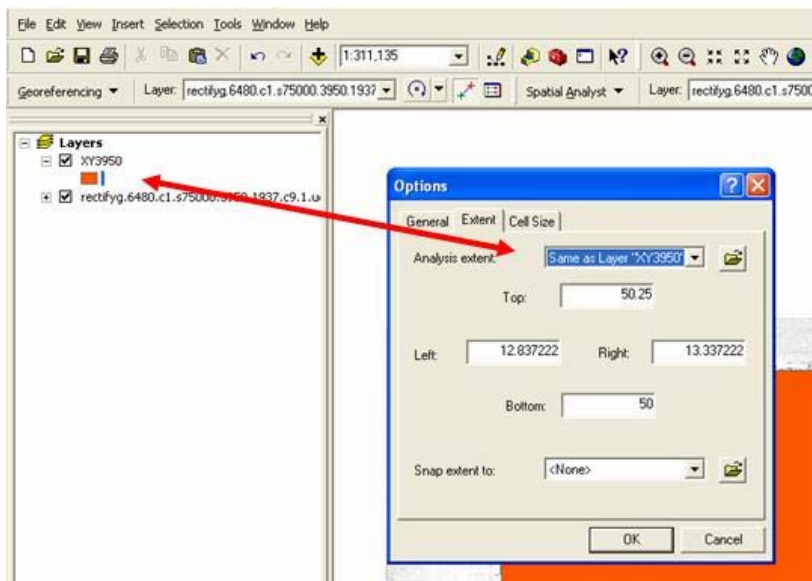 File Edit View Insert Selection Tools Window Help
1:311,135
Georeferencing Layer: rectifyg.6480.c1.s75000.3950.1937 Spatial Analyst Layer: rectifyg.6480.c1.s7500
Layers
XY3950
rectifyg.6480.c1.s75000.3950.1937.c9.1.u
Options
General Extent Cell Size
Analysis extent: Same as Layer "XY3950"
Top: 50.25
Left: 12.837222 Right: 13.337222
Bottom: 50
Snap extent to: <None>
OK Cancel